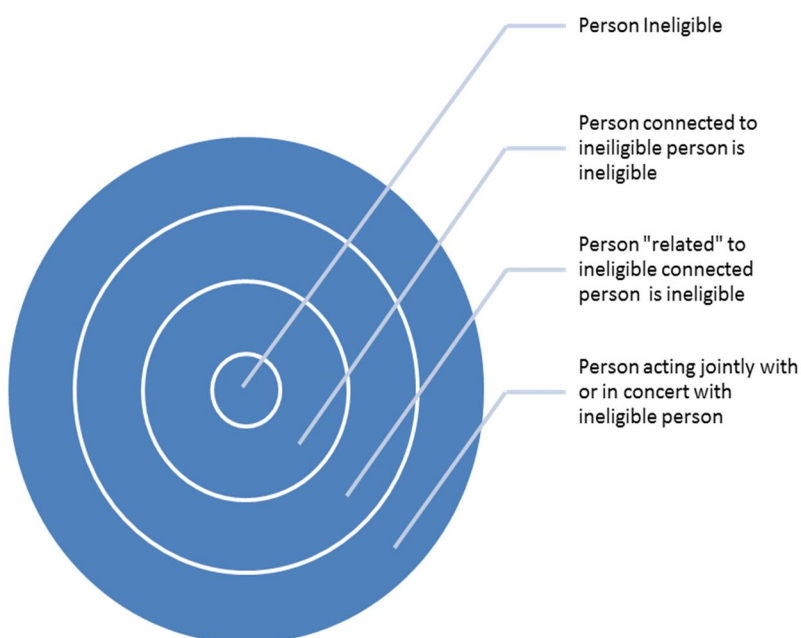 Person Ineligible
Person connected to
ineiligible person is
ineligible
Person "related" to
ineligible connected
person  is ineligible
Person acting jointly with
or in concert with
ineligible person